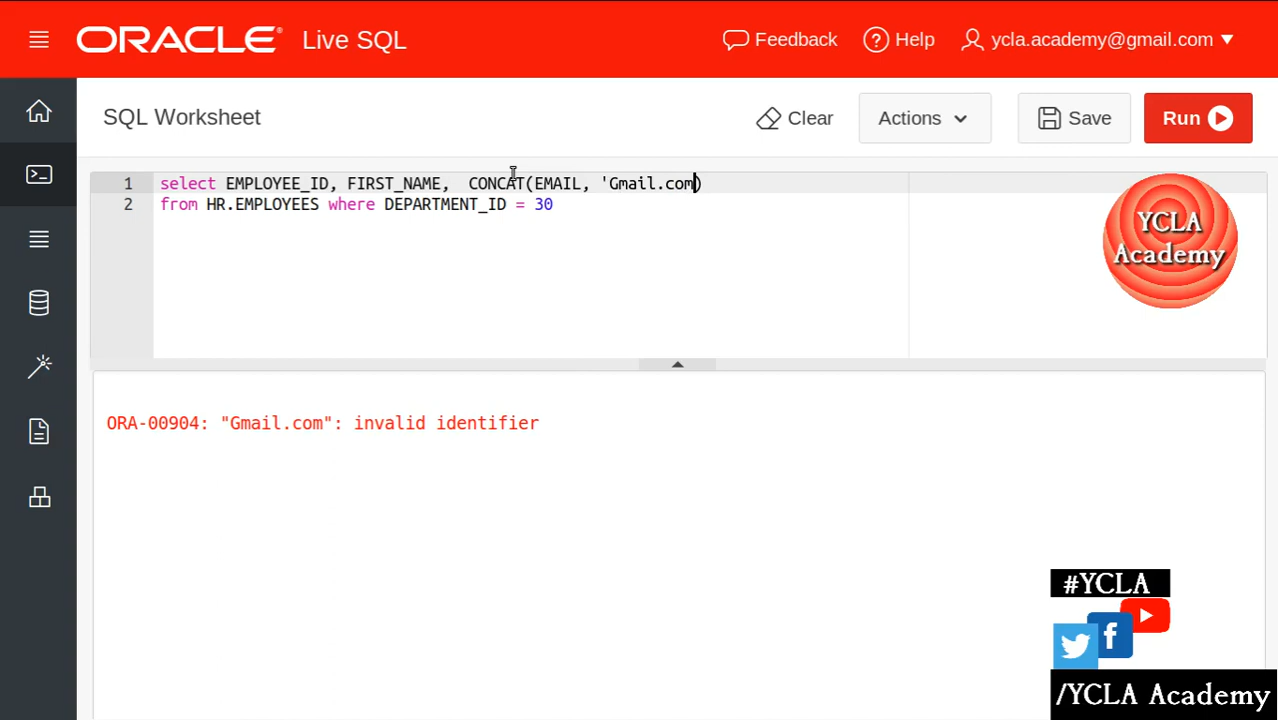 ORACLE Live SQL Feedback Help ycla.academy@gmail.com
SQL Worksheet Clear Actions Save Run
1 select EMPLOYEE_ID, FIRST_NAME, CONCAT(EMAIL, 'Gmail.com)
2 from HR.EMPLOYEES where DEPARTMENT_ID = 30
YCLA
Academy
ORA-00904: "Gmail.com": invalid identifier
#YCLA
/YCLA Academy